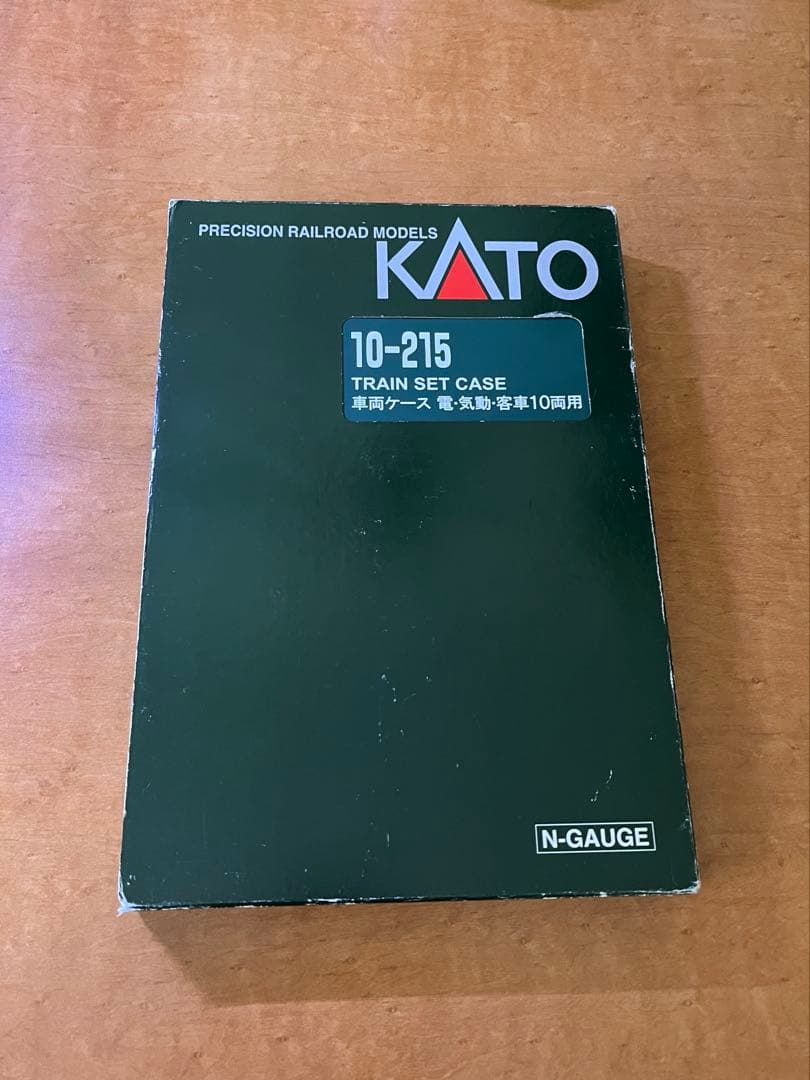 PRECISION RAILROAD MODELS
KATO
10-215
TRAIN SET CASE
車両ケース 電・気動・客車10両用
N-GAUGE